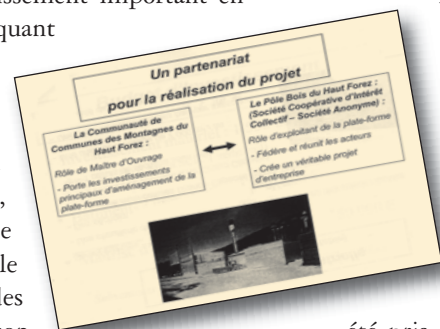 issement important en
quant
Un partenariat
pour la réalisation du projet
La Communauté de
Communes des Montagnes du
Haut Forez :
Rôle de Maître d'Ouvrage
- Porte les investissements
principaux d'aménagement de la
plate-forme
Le Pôle Bois du Haut Forez :
(Société Coopérative d'Intérêt
Collectif – Société Anonyme) :
Rôle d'exploitant de la plate-forme
- Fédère et réunit les acteurs
- Crée un véritable projet
d'entreprise
,
e
le
les